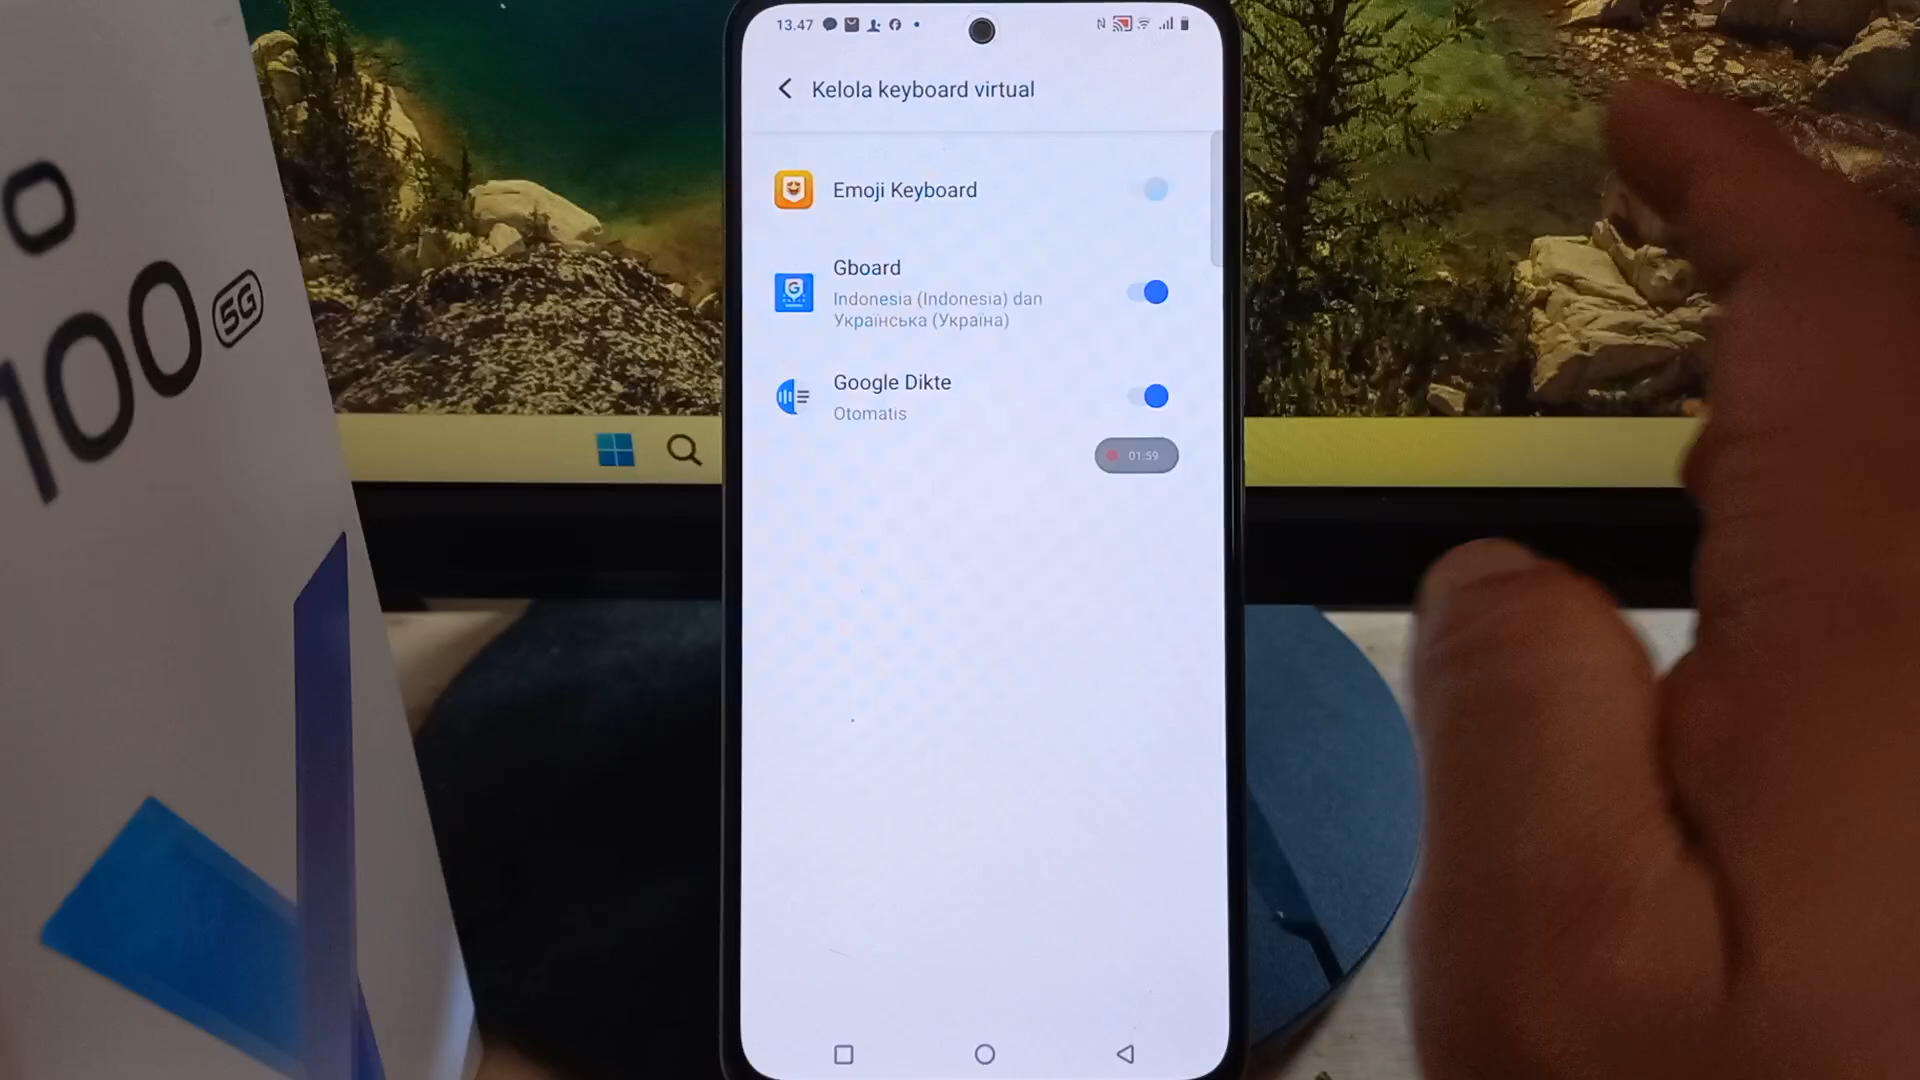 o
100 5G
13.47
Kelola keyboard virtual
Emoji Keyboard
Gboard
Indonesia (Indonesia) dan
Українська (Україна)
Google Dikte
Otomatis
01:59